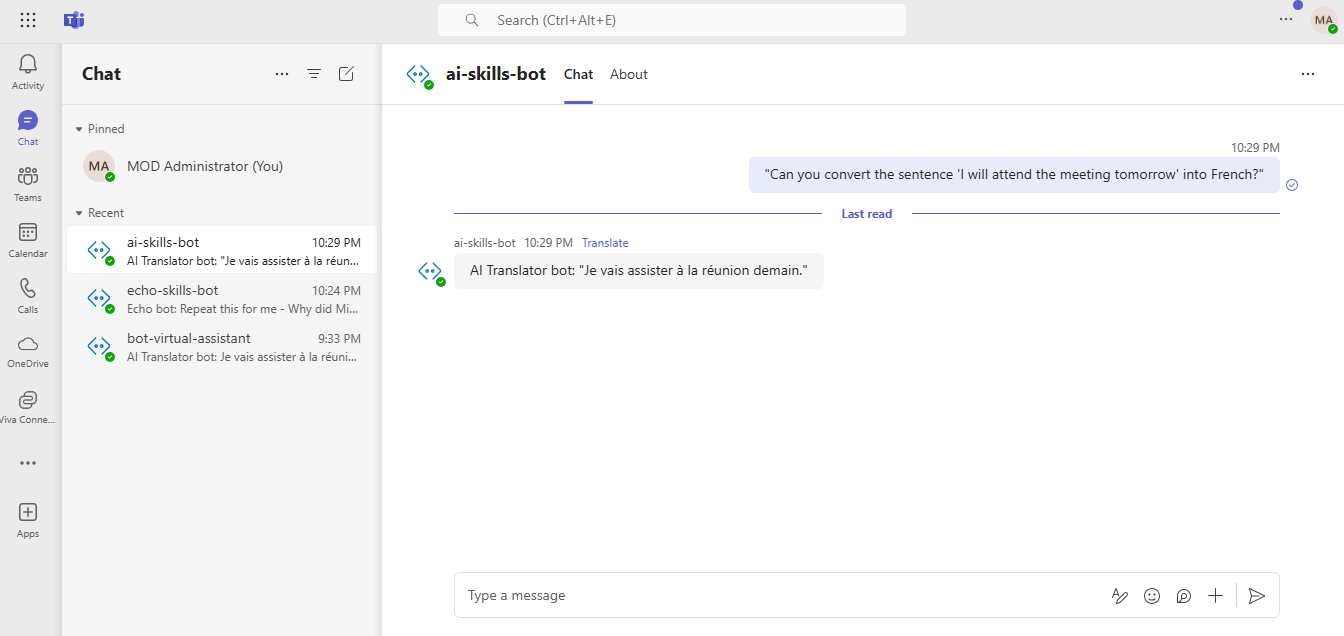 Search (Ctrl+Alt+E)
MA
Activity
Chat
Teams
Calendar
Calls
OneDrive
Viva Conne...
Apps
Chat
Pinned
MA
MOD Administrator (You)
Recent
ai-skills-bot 10:29 PM
AI Translator bot: "Je vais assister à la réun...
echo-skills-bot 10:24 PM
Echo bot: Repeat this for me - Why did Mi...
bot-virtual-assistant 9:33 PM
AI Translator bot: Je vais assister à la réuni...
ai-skills-bot Chat About
10:29 PM
"Can you convert the sentence 'I will attend the meeting tomorrow' into French?"
Last read
ai-skills-bot 10:29 PM Translate
AI Translator bot: "Je vais assister à la réunion demain."
Type a message